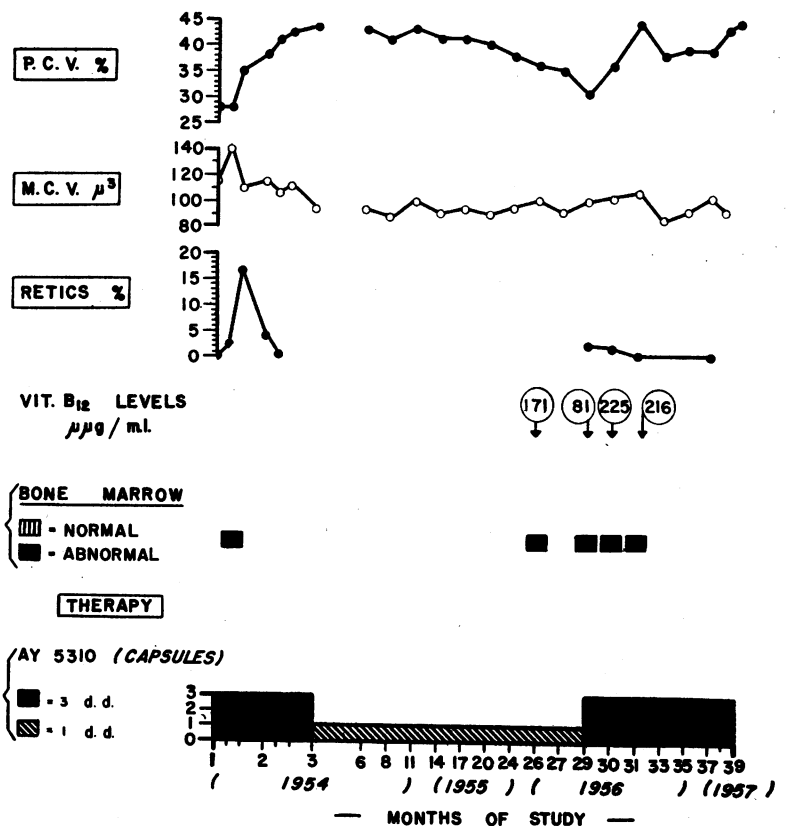 P.C.V. %
45
40
35
30
25
M.C.V. μ³
140
120
100
80
RETICS %
20
15
10
5
0
VIT. B12 LEVELS
μμg / ml.
171 81 225 216
BONE MARROW
= NORMAL
= ABNORMAL
THERAPY
AY 5310 (CAPSULES)
= 3 d.d.
= 1 d.d.
3
2
1
0
1 2 3 6 8 11 14 17 20 24 26 27 29 30 31 33 35 37 39
( 1954 ) (1955 ) ( 1956 ) (1957 )
— MONTHS OF STUDY —